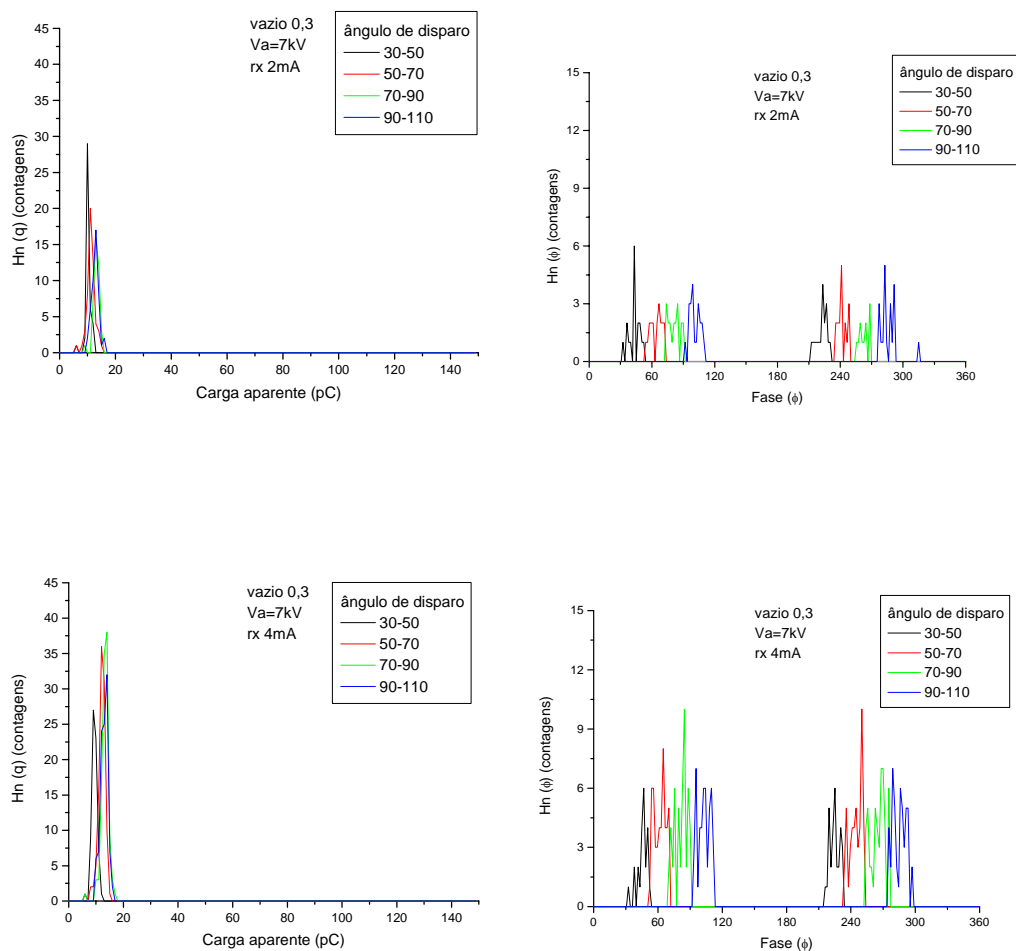 vazio 0,3
Va=7kV
rx 2mA
ângulo de disparo
30-50
50-70
70-90
90-110
45
40
35
30
25
20
15
10
5
0
Hn (q) (contagens)
0 20 40 60 80 100 120 140
Carga aparente (pC)
vazio 0,3
Va=7kV
rx 2mA
ângulo de disparo
30-50
50-70
70-90
90-110
15
12
9
6
3
0
Hn (ϕ) (contagens)
0 60 120 180 240 300 360
Fase (ϕ)
vazio 0,3
Va=7kV
rx 4mA
ângulo de disparo
30-50
50-70
70-90
90-110
45
40
35
30
25
20
15
10
5
0
Hn (q) (contagens)
0 20 40 60 80 100 120 140
Carga aparente (pC)
vazio 0,3
Va=7kV
rx 4mA
ângulo de disparo
30-50
50-70
70-90
90-110
15
12
9
6
3
0
Hn (ϕ) (contagens)
0 60 120 180 240 300 360
Fase (ϕ)